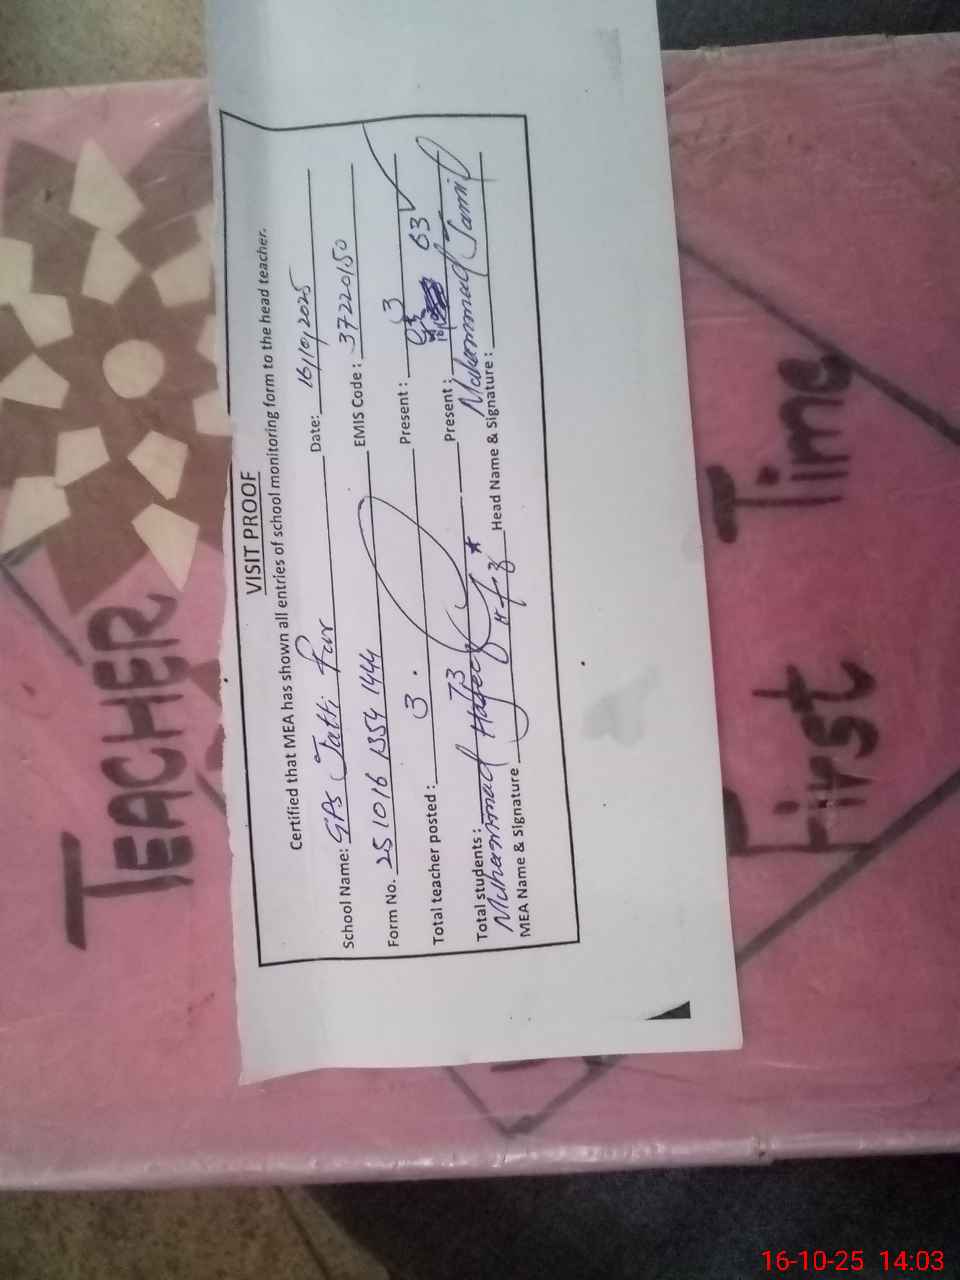 TEACHER
VISIT PROOF
Certified that MEA has shown all entries of school monitoring form to the head teacher.
School Name: GPS Jatti Pur Date: 16/10/2025
Form No. 25 1016 1354 1444 EMIS Code: 37220150
Total teacher posted: 3. Present: 3
Total students: 73 Present: 63
Muhammad Hafeez Muhammad Jamil
MEA Name & Signature Head Name & Signature:
First Time
16-10-25 14:03